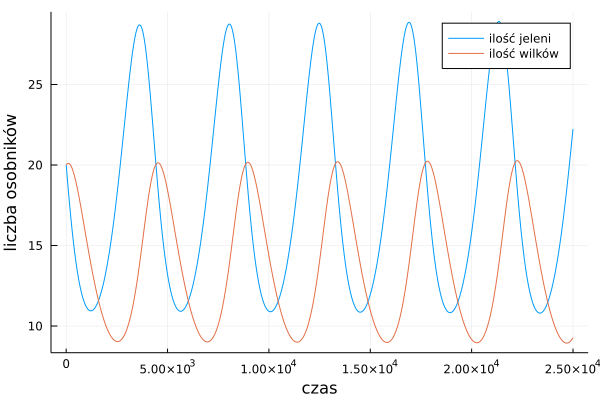 ilość jeleni
ilość wilków
liczba osobników
25
20
15
10
0
5.00×10³
1.00×10⁴
1.50×10⁴
2.00×10⁴
2.50×10⁴
czas